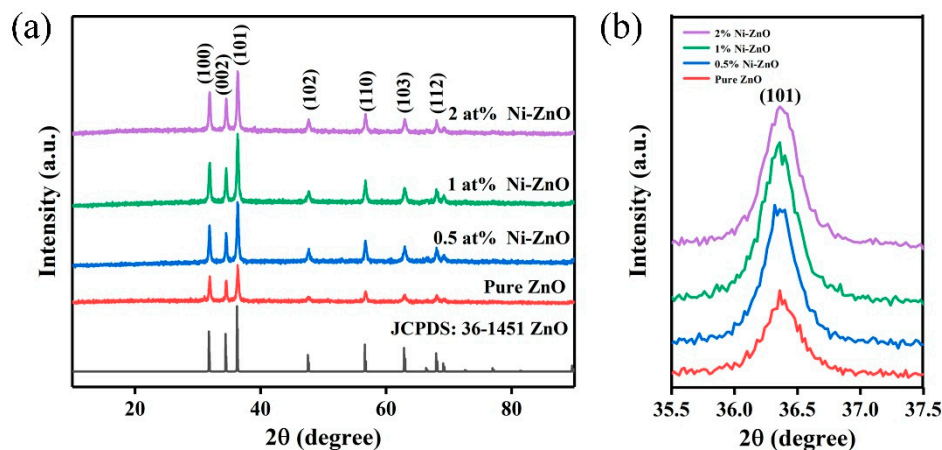 (a)
(100)
(002)
(101)
(102)
(110)
(103)
(112)
2 at% Ni-ZnO
1 at% Ni-ZnO
0.5 at% Ni-ZnO
Pure ZnO
JCPDS: 36-1451 ZnO
Intensity (a.u.)
20
40
60
80
2θ (degree)
(b)
2% Ni-ZnO
1% Ni-ZnO
0.5% Ni-ZnO
Pure ZnO
(101)
Intensity (a.u.)
35.5
36.0
36.5
37.0
37.5
2θ (degree)